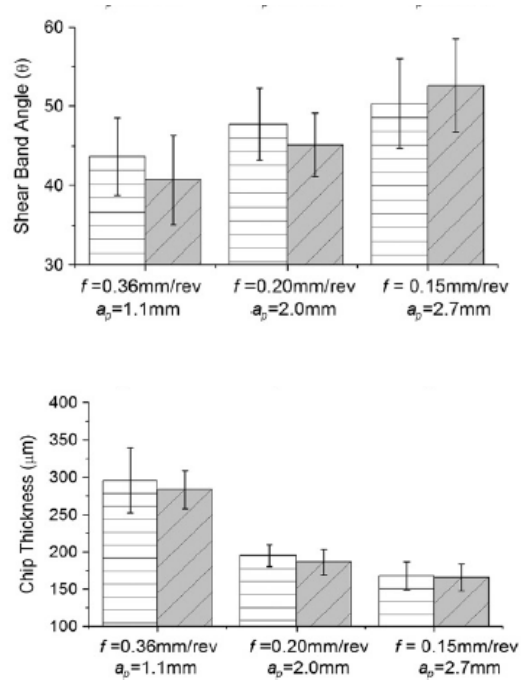 Shear Band Angle (θ)
60
50
40
30
f =0.36mm/rev f =0.20mm/rev f = 0.15mm/rev
aₚ=1.1mm aₚ=2.0mm aₚ=2.7mm
Chip Thickness (μm)
400
350
300
250
200
150
100
f=0.36mm/rev f=0.20mm/rev f = 0.15mm/rev
aₚ=1.1mm aₚ=2.0mm aₚ=2.7mm